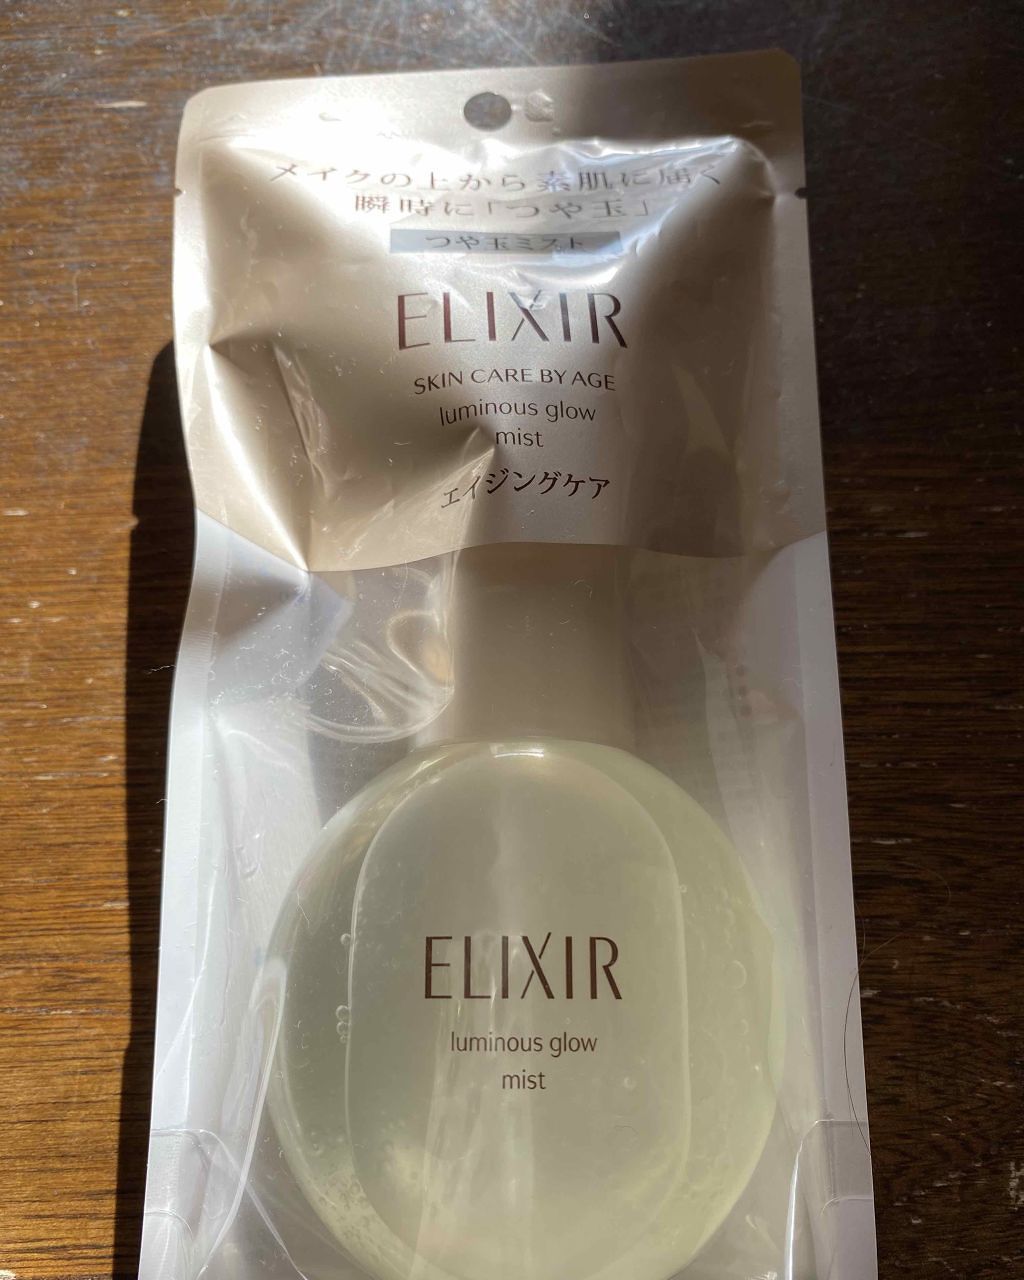 メイクの上から素肌に届く
瞬時に「つや玉」
つや玉ミスト
ELIXIR
SKIN CARE BY AGE
luminous glow
mist
エイジングケア
ELIXIR
luminous glow
mist